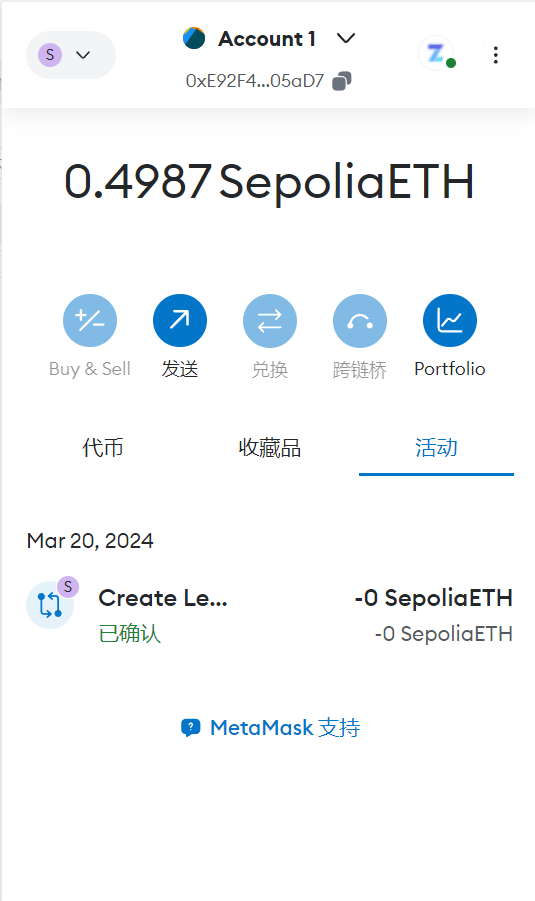 S
Account 1
0xE92F4...05aD7
0.4987 SepoliaETH
Buy & Sell
发送
兑换
跨链桥
Portfolio
代币
收藏品
活动
Mar 20, 2024
S
Create Le...
-0 SepoliaETH
已确认
-0 SepoliaETH
MetaMask 支持